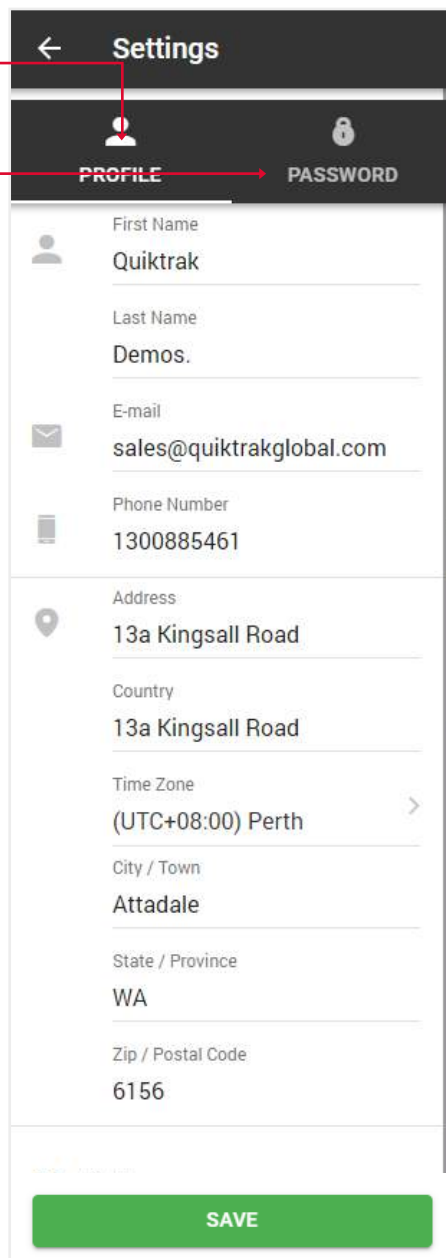 Settings
PROFILE
PASSWORD
First Name
Quiktrak
Last Name
Demos.
E-mail
sales@quiktrakglobal.com
Phone Number
1300885461
Address
13a Kingsall Road
Country
13a Kingsall Road
Time Zone
(UTC+08:00) Perth
City / Town
Attadale
State / Province
WA
Zip / Postal Code
6156
SAVE